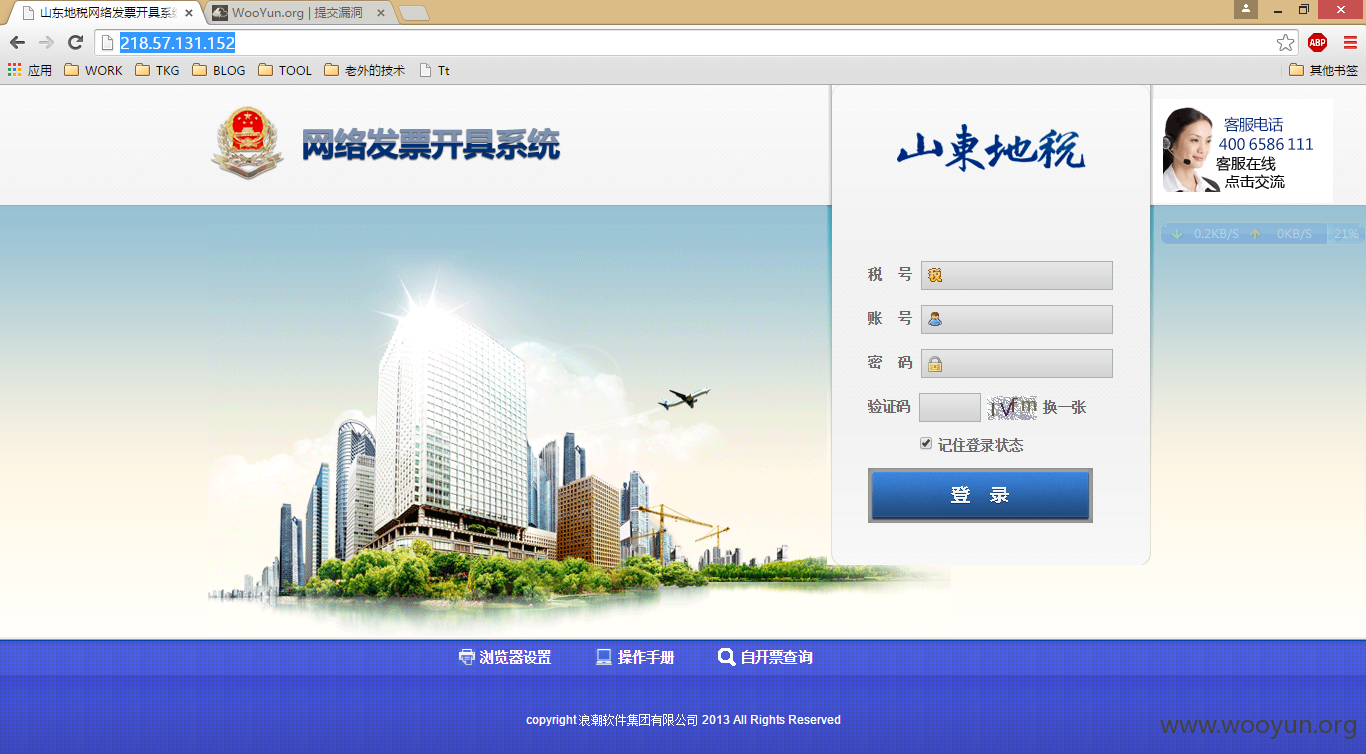 山东地税网络发票开具系统
WooYun.org | 提交漏洞
218.57.131.152
ABP
应用 WORK TKG BLOG TOOL 老外的技术 Tt 其他书签
网络发票开具系统
山東地税
客服电话
400 6586 111
客服在线
点击交流
0.2KB/S 0KB/S 21%
税 号 税
账 号
密 码
验证码 换一张
记住登录状态
登 录
浏览器设置 操作手册 自开票查询
copyright 浪潮软件集团有限公司 2013 All Rights Reserved
www.wooyun.org